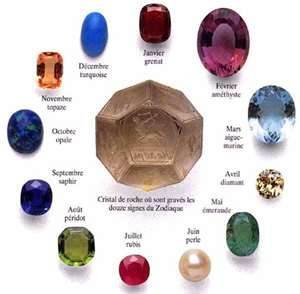 Janvier
grenat
Février
améthyste
Mars
aigue-
marine
Avril
diamant
Mai
émeraude
Juin
perle
Juillet
rubis
Août
péridot
Septembre
saphir
Octobre
opale
Novembre
topaze
Décembre
turquoise
Cristal de roche où sont gravés les
douze signes du Zodiaque